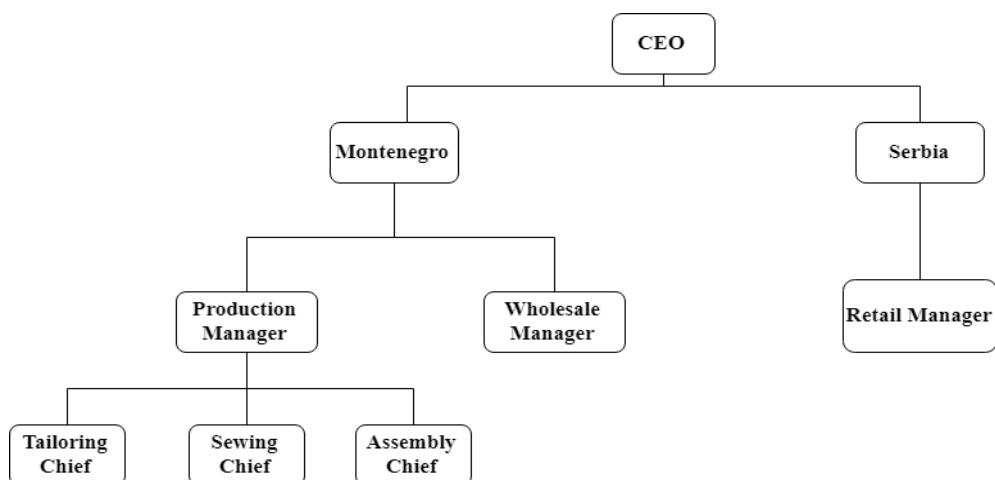 CEO
Montenegro
Serbia
Production
Manager
Wholesale
Manager
Retail Manager
Tailoring
Chief
Sewing
Chief
Assembly
Chief